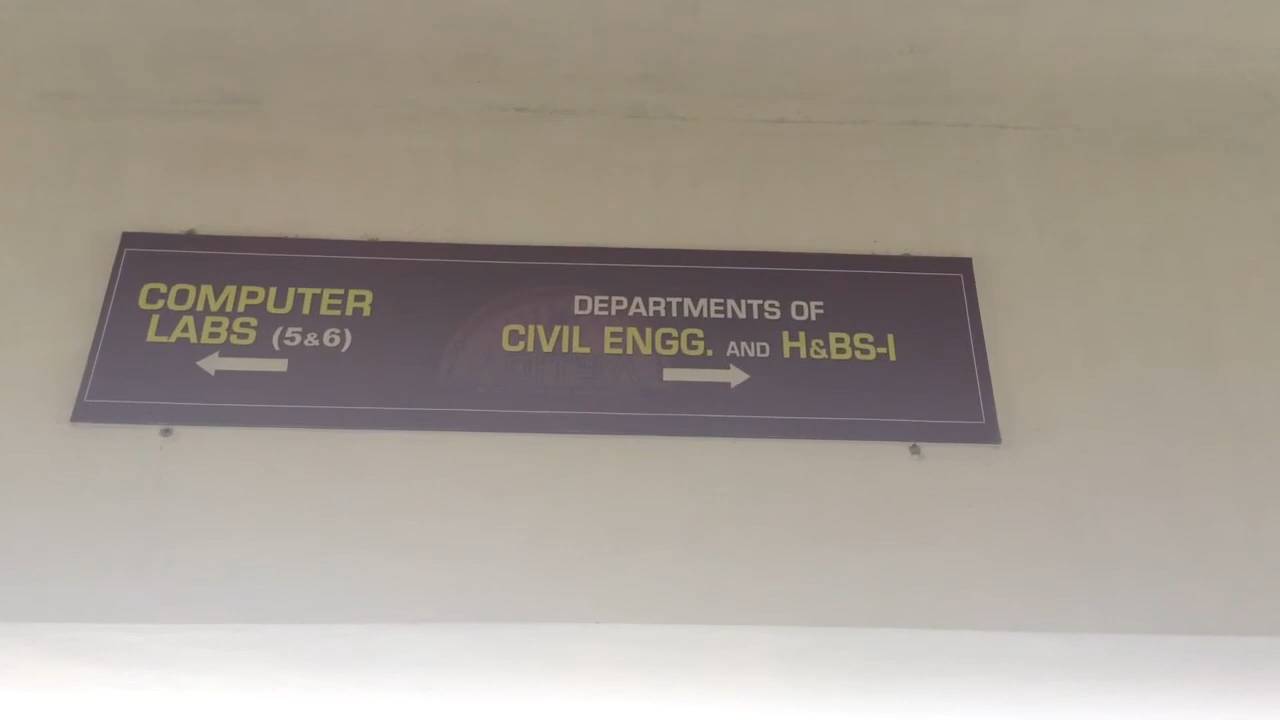 COMPUTER
LABS (5&6)
DEPARTMENTS OF
CIVIL ENGG. AND H&BS-I